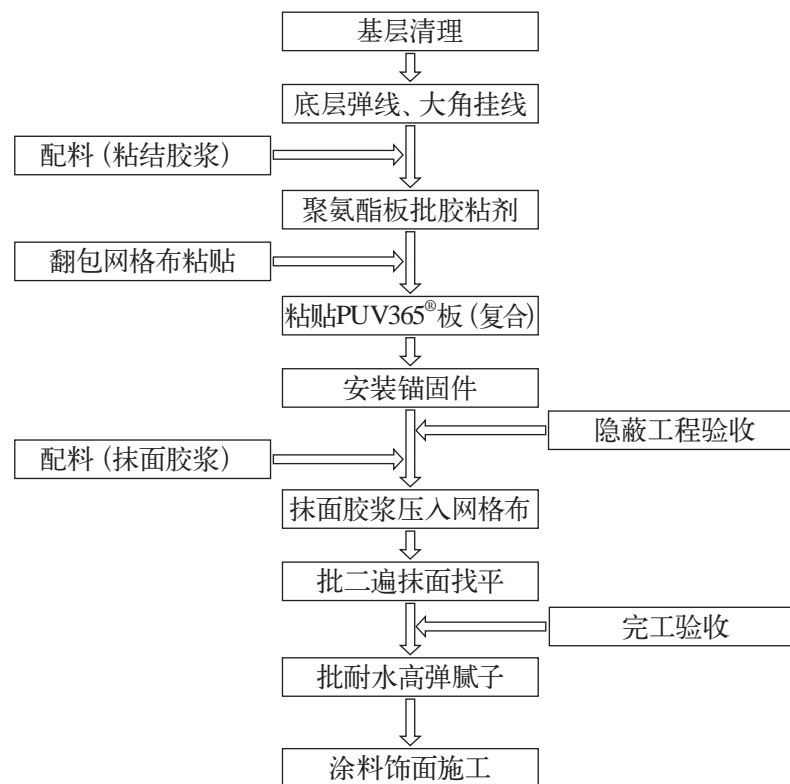 基层清理
底层弹线、大角挂线
配料（粘结胶浆）
聚氨酯板批胶粘剂
翻包网格布粘贴
粘贴PUV365®板（复合）
安装锚固件
隐蔽工程验收
配料（抹面胶浆）
抹面胶浆压入网格布
批二遍抹面找平
完工验收
批耐水高弹腻子
涂料饰面施工